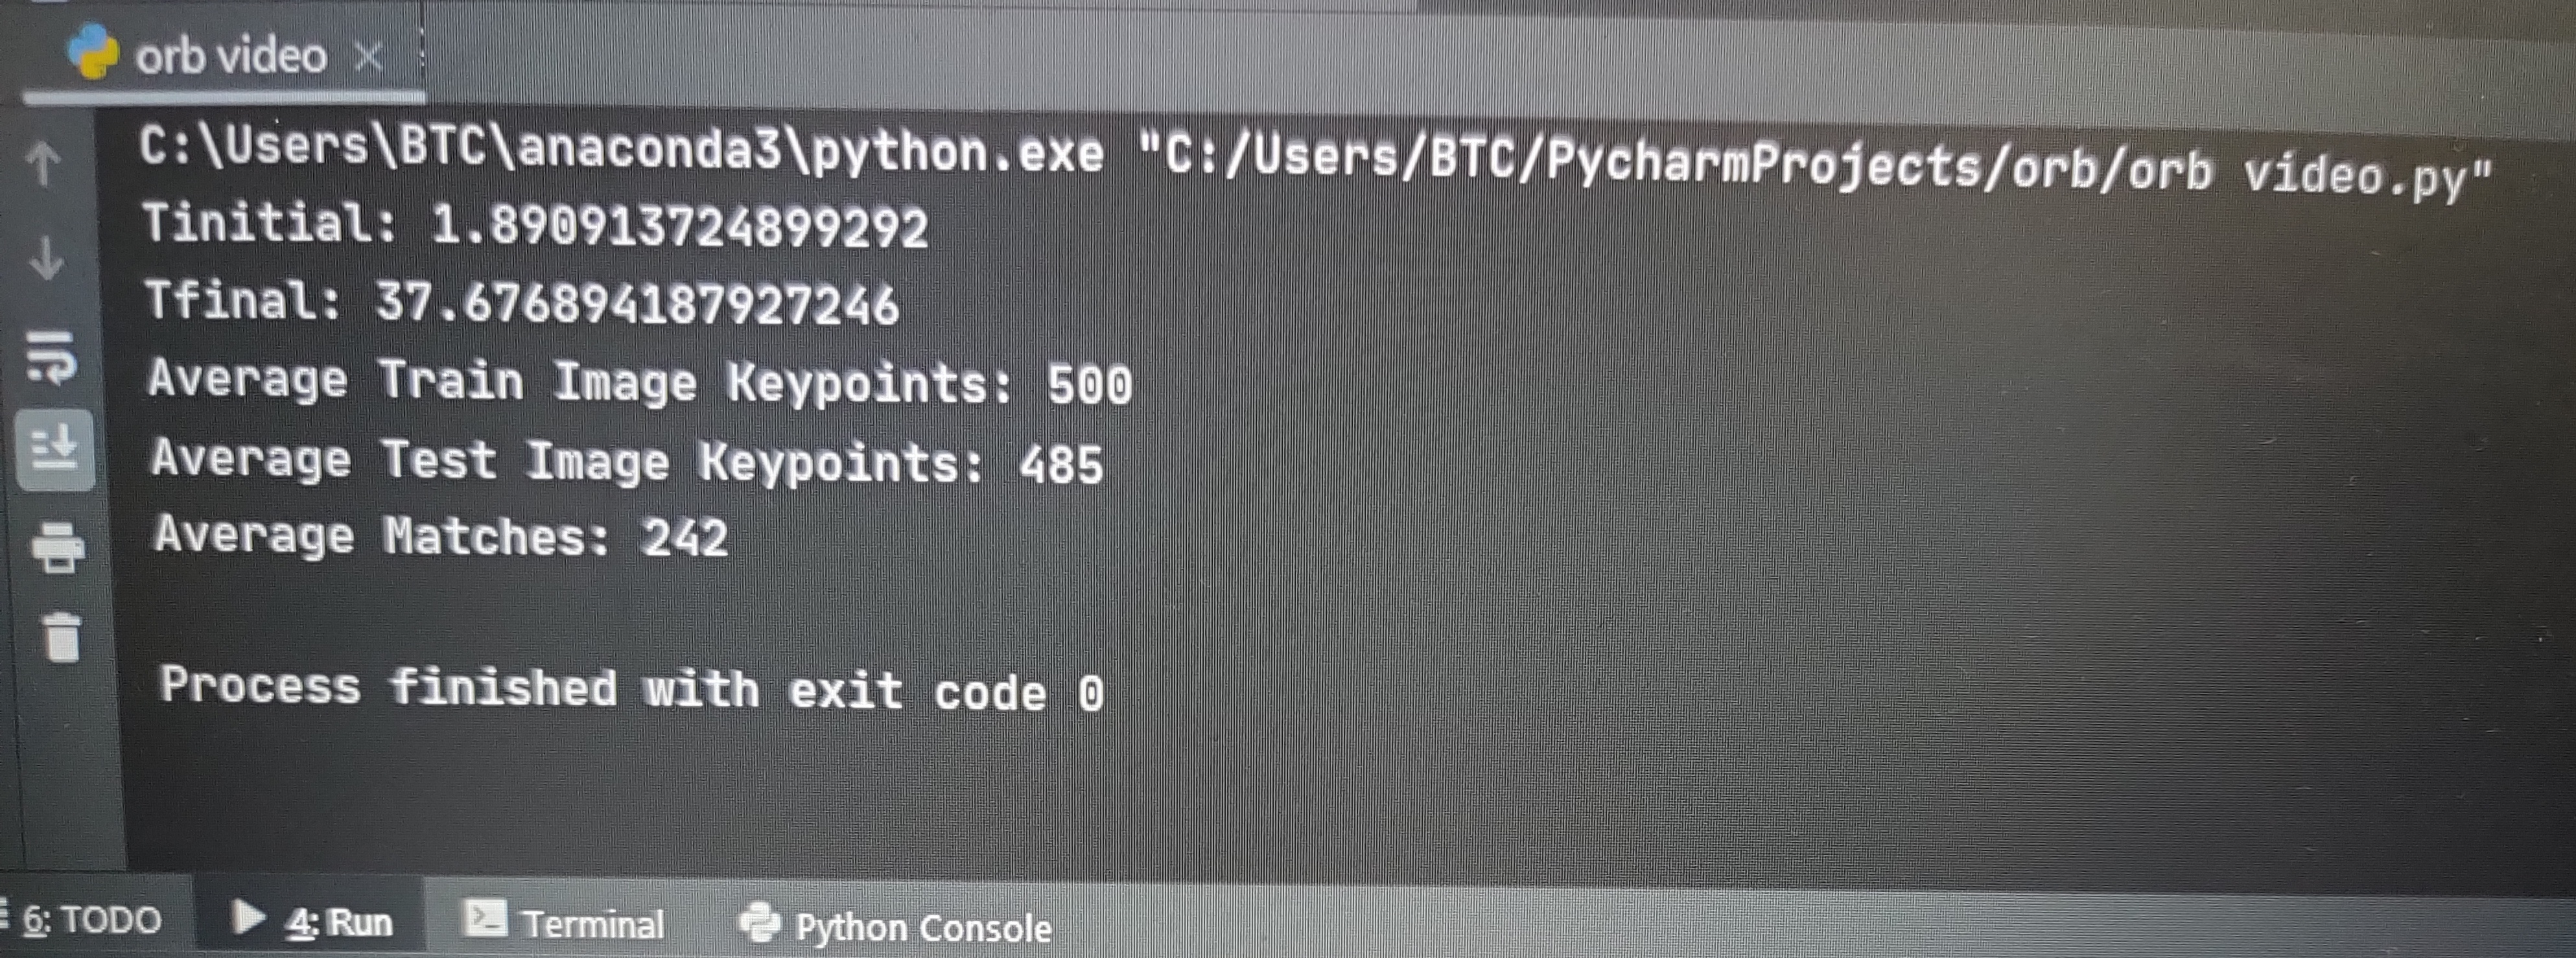 orb video
C:\Users\BTC\anaconda3\python.exe "C:/Users/BTC/PycharmProjects/orb/orb video.py"
Tinitial: 1.890913724899292
Tfinal: 37.676894187927246
Average Train Image Keypoints: 500
Average Test Image Keypoints: 485
Average Matches: 242
Process finished with exit code 0
6: TODO 4: Run Terminal Python Console